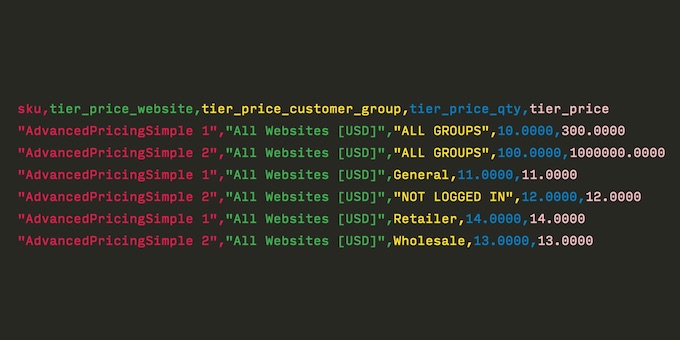 sku,tier_price_website,tier_price_customer_group,tier_price_qty,tier_price
"AdvancedPricingSimple 1","All Websites [USD]","ALL GROUPS",10.0000,300.0000
"AdvancedPricingSimple 2","All Websites [USD]","ALL GROUPS",100.0000,1000000.0000
"AdvancedPricingSimple 1","All Websites [USD]",General,11.0000,11.0000
"AdvancedPricingSimple 2","All Websites [USD]","NOT LOGGED IN",12.0000,12.0000
"AdvancedPricingSimple 1","All Websites [USD]",Retailer,14.0000,14.0000
"AdvancedPricingSimple 2","All Websites [USD]",Wholesale,13.0000,13.0000